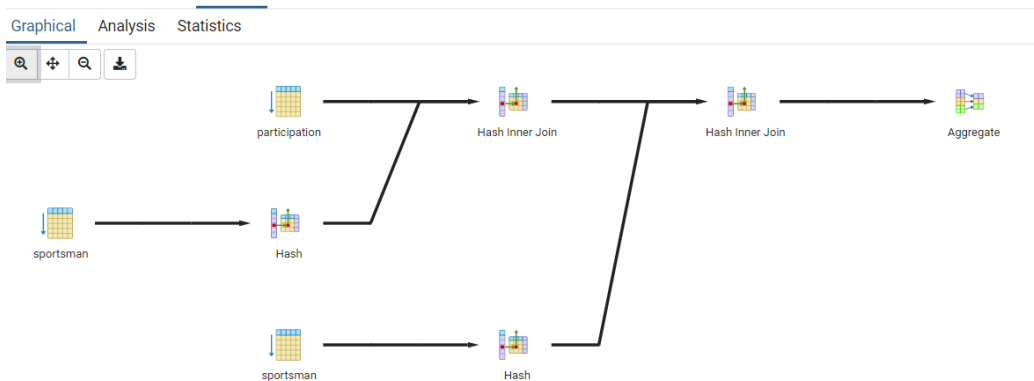 Graphical Analysis Statistics
participation Hash Inner Join Hash Inner Join Aggregate
sportsman Hash
sportsman Hash